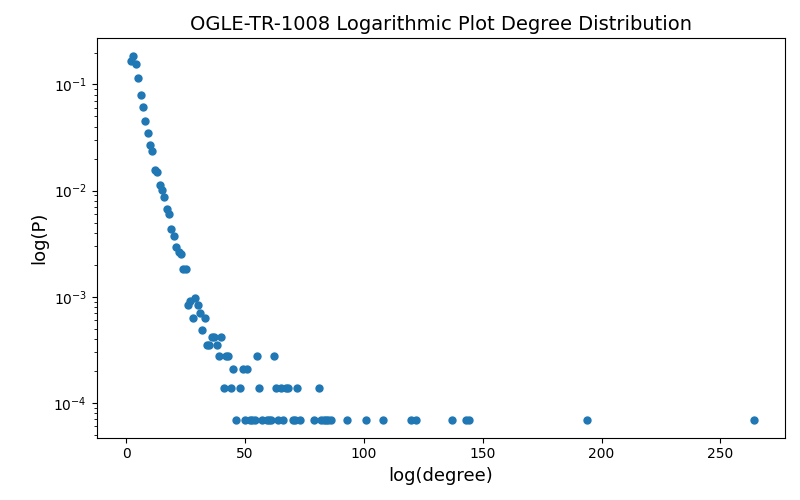 OGLE-TR-1008 Logarithmic Plot Degree Distribution
log(P)
10⁻¹
10⁻²
10⁻³
10⁻⁴
0 50 100 150 200 250
log(degree)